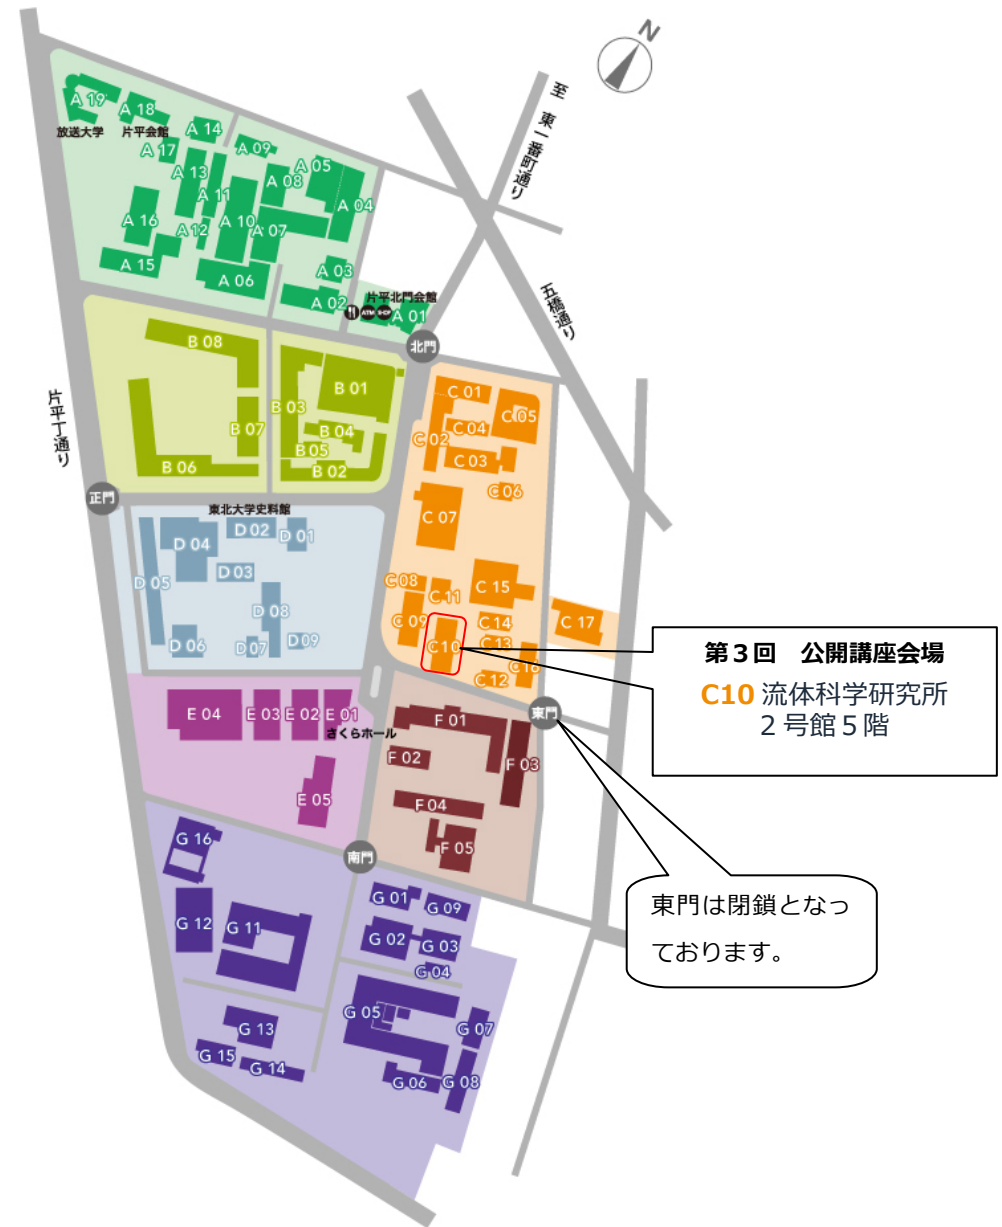 N
至 東一番町通り
A 19
A 18
放送大学
片平会館
A 14
A 17
A 09
A 05
A 13
A 08
A 11
A 04
A 16
A 10
A 12
A 07
A 15
A 06
A 03
A 02
片平北門会館
ATM
SHOP
A 01
北門
五橋通り
片平丁通り
B 08
B 01
B 03
B 07
B 04
B 05
B 06
B 02
C 01
C 05
C 02
C 04
C 03
C 06
C 07
正門
東北大学史料館
D 02
D 01
D 04
D 03
D 05
D 08
D 06
D 07
D 09
C 08
C 11
C 15
C 09
C 14
C 17
C10
C 13
C 18
C 12
第3回 公開講座会場
C10 流体科学研究所
2号館5階
東門
E 04
E 03
E 02
E 01
さくらホール
E 05
F 01
F 02
F 03
F 04
F 05
南門
東門は閉鎖となっ
ております。
G 16
G 12
G 11
G 01
G 09
G 02
G 03
G 04
G 05
G 07
G 13
G 15
G 14
G 06
G 08